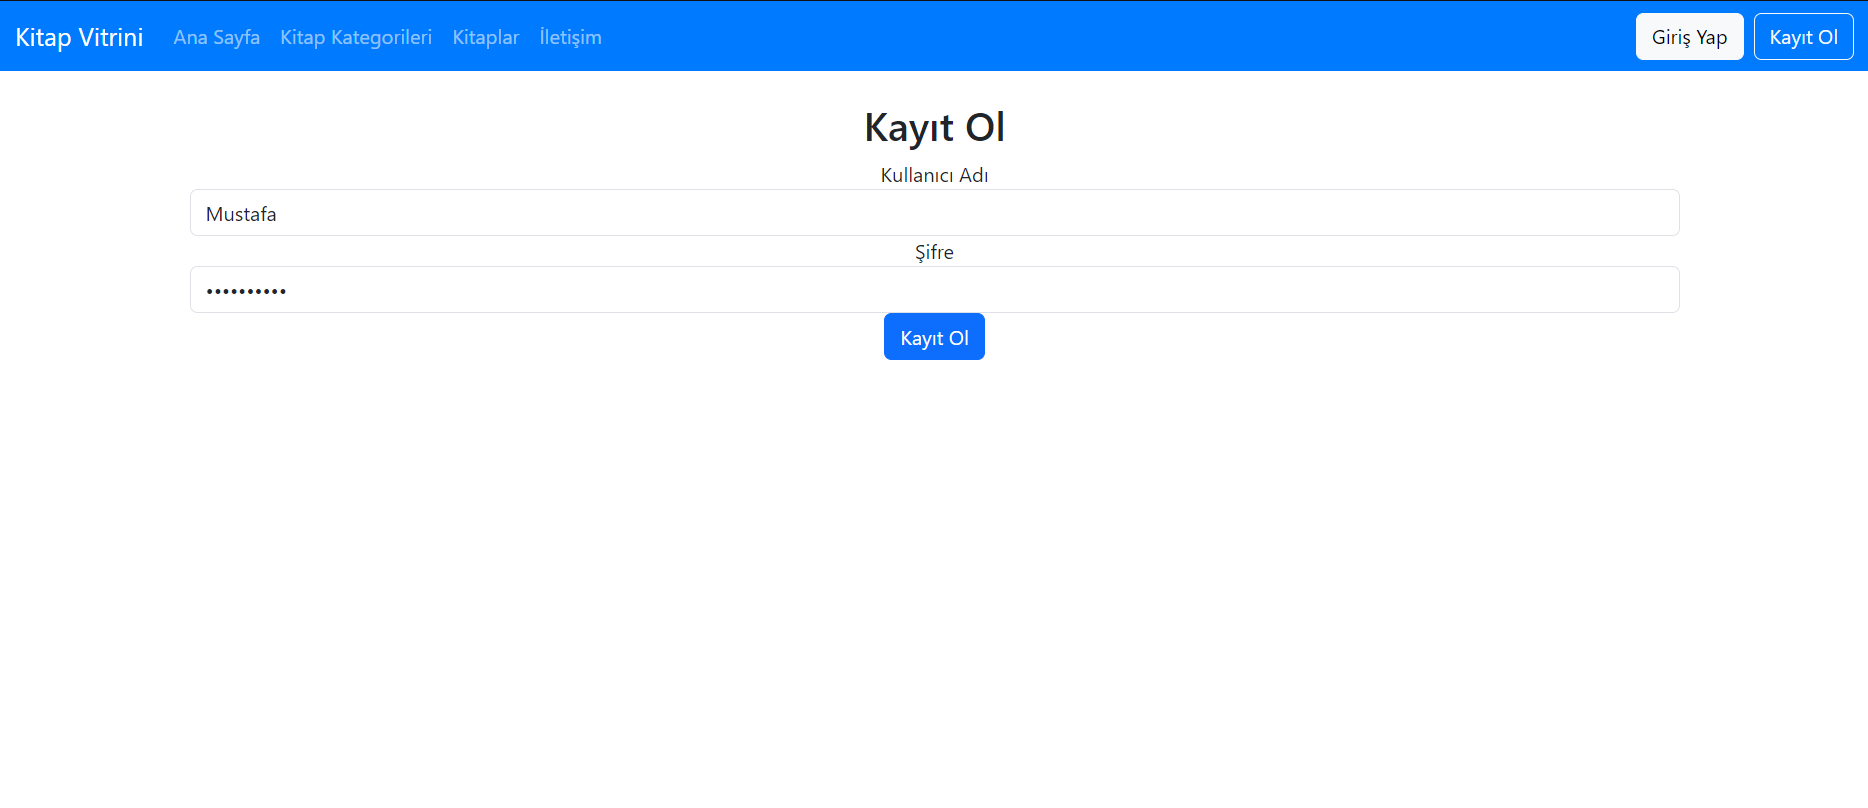 Kitap Vitrini Ana Sayfa Kitap Kategorileri Kitaplar İletişim Giriş Yap Kayıt Ol
Kayıt Ol
Kullanıcı Adı
Mustafa
Şifre
••••••••••
Kayıt Ol